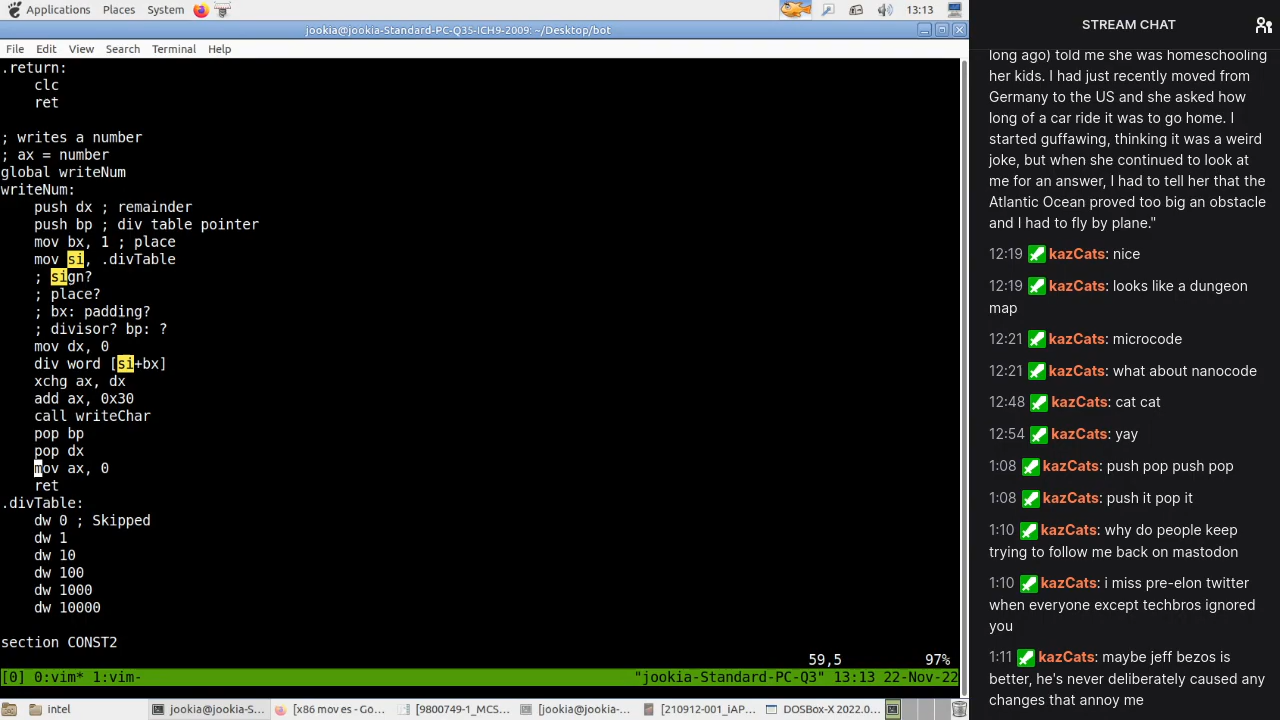 Applications Places System 13:13
jookia@jookia-Standard-PC-Q35-ICH9-2009: ~/Desktop/bot
File Edit View Search Terminal Help
.return:
clc
ret
; writes a number
; ax = number
global writeNum
writeNum:
push dx ; remainder
push bp ; div table pointer
mov bx, 1 ; place
mov si, .divTable
; sign?
; place?
; bx: padding?
; divisor? bp: ?
mov dx, 0
div word [si+bx]
xchg ax, dx
add ax, 0x30
call writeChar
pop bp
pop dx
mov ax, 0
ret
.divTable:
dw 0 ; Skipped
dw 1
dw 10
dw 100
dw 1000
dw 10000
section CONST2
59,5 97%
[0] 0:vim* 1:vim- "jookia-Standard-PC-Q3" 13:13 22-Nov-22
intel jookia@jookia-S... [x86 moves - Go... [9800749-1_MCS... [jookia@jookia-... [210912-001_iAP... DOSBox-X 2022.0...
STREAM CHAT
long ago) told me she was homeschooling
her kids. I had just recently moved from
Germany to the US and she asked how
long of a car ride it was to go home. I
started guffawing, thinking it was a weird
joke, but when she continued to look at
me for an answer, I had to tell her that the
Atlantic Ocean proved too big an obstacle
and I had to fly by plane."
12:19 kazCats: nice
12:19 kazCats: looks like a dungeon
map
12:21 kazCats: microcode
12:21 kazCats: what about nanocode
12:48 kazCats: cat cat
12:54 kazCats: yay
1:08 kazCats: push pop push pop
1:08 kazCats: push it pop it
1:10 kazCats: why do people keep
trying to follow me back on mastodon
1:10 kazCats: i miss pre-elon twitter
when everyone except techbros ignored
you
1:11 kazCats: maybe jeff bezos is
better, he's never deliberately caused any
changes that annoy me